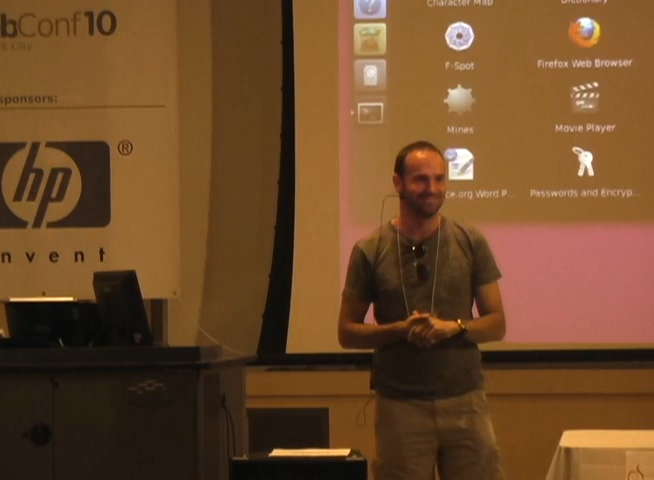 bConf10
City
sponsors:
hp
®
nvent
Character Map
Dictionary
F-Spot
Firefox Web Browser
Mines
Movie Player
ce.org Word P...
Passwords and Encryp...